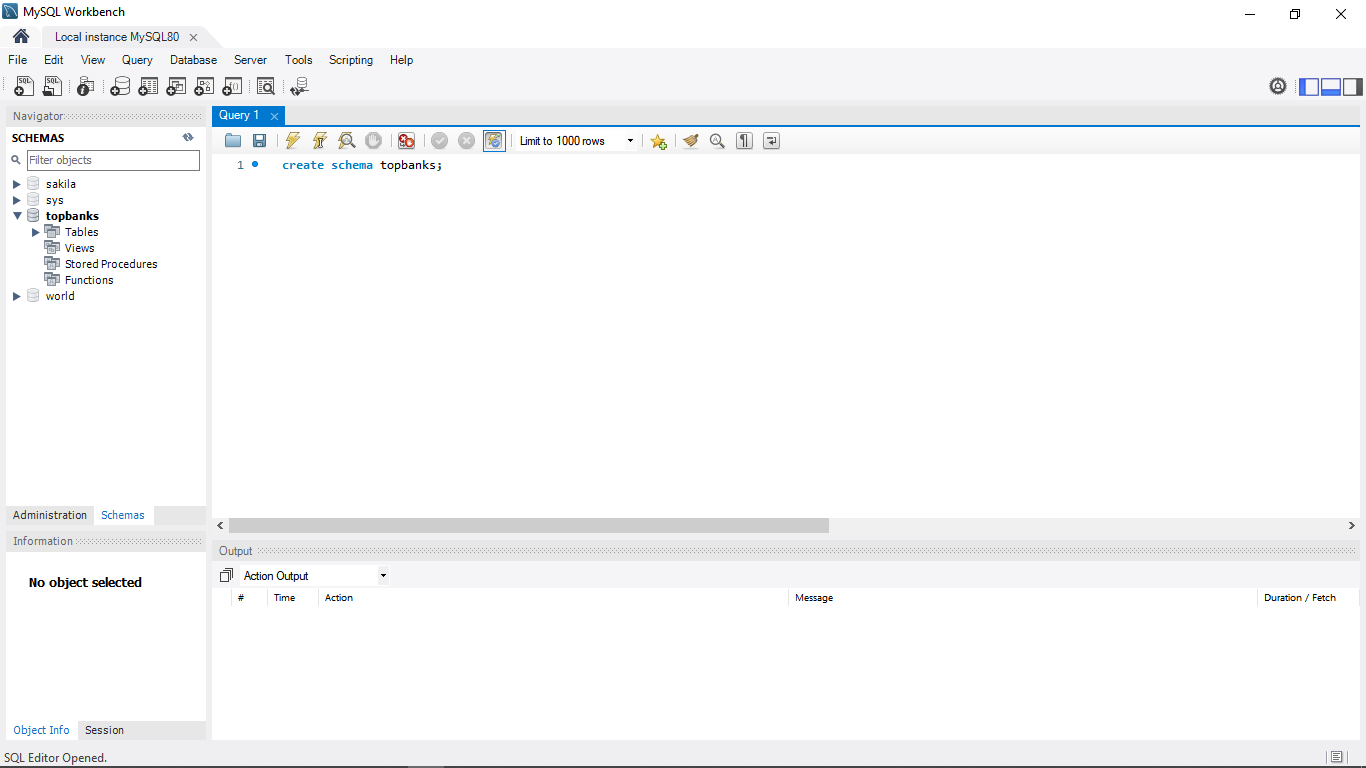 MySQL Workbench
Local instance MySQL80
File Edit View Query Database Server Tools Scripting Help
Navigator
SCHEMAS
Filter objects
sakila
sys
topbanks
Tables
Views
Stored Procedures
Functions
world
Administration Schemas
Information
No object selected
Object Info Session
Query 1
Limit to 1000 rows
1 create schema topbanks;
Output
Action Output
# Time Action Message Duration / Fetch
SQL Editor Opened.